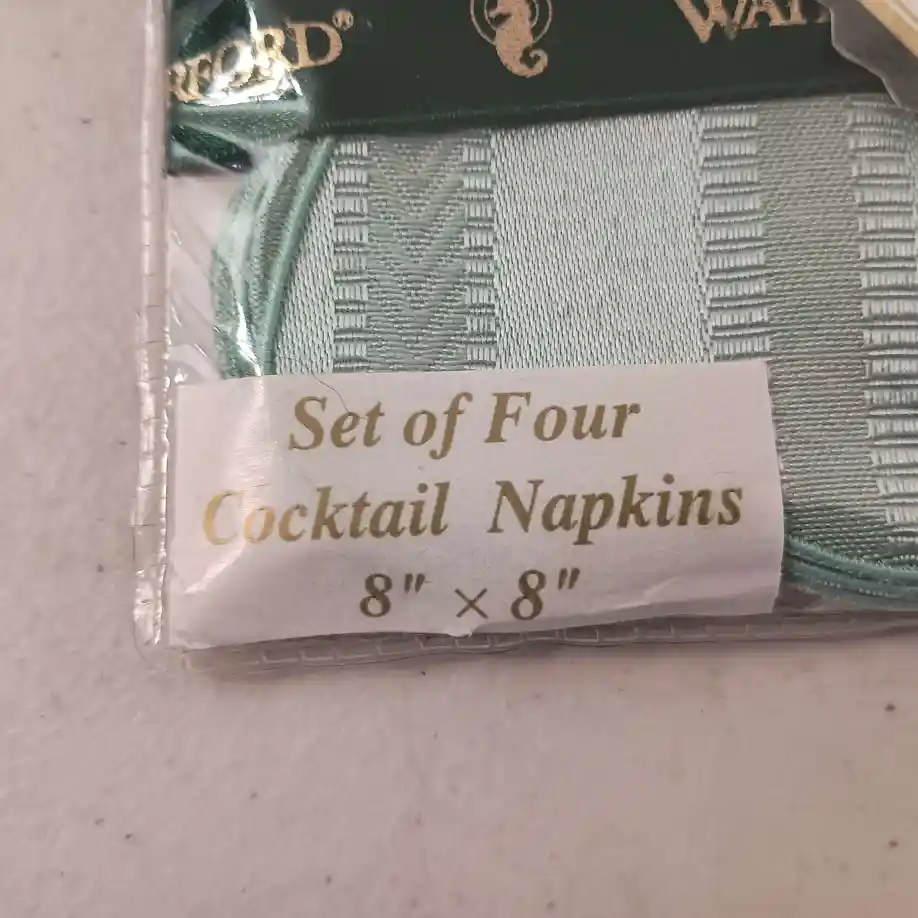 RFORD®
WAT
Set of Four
Cocktail Napkins
8" × 8"